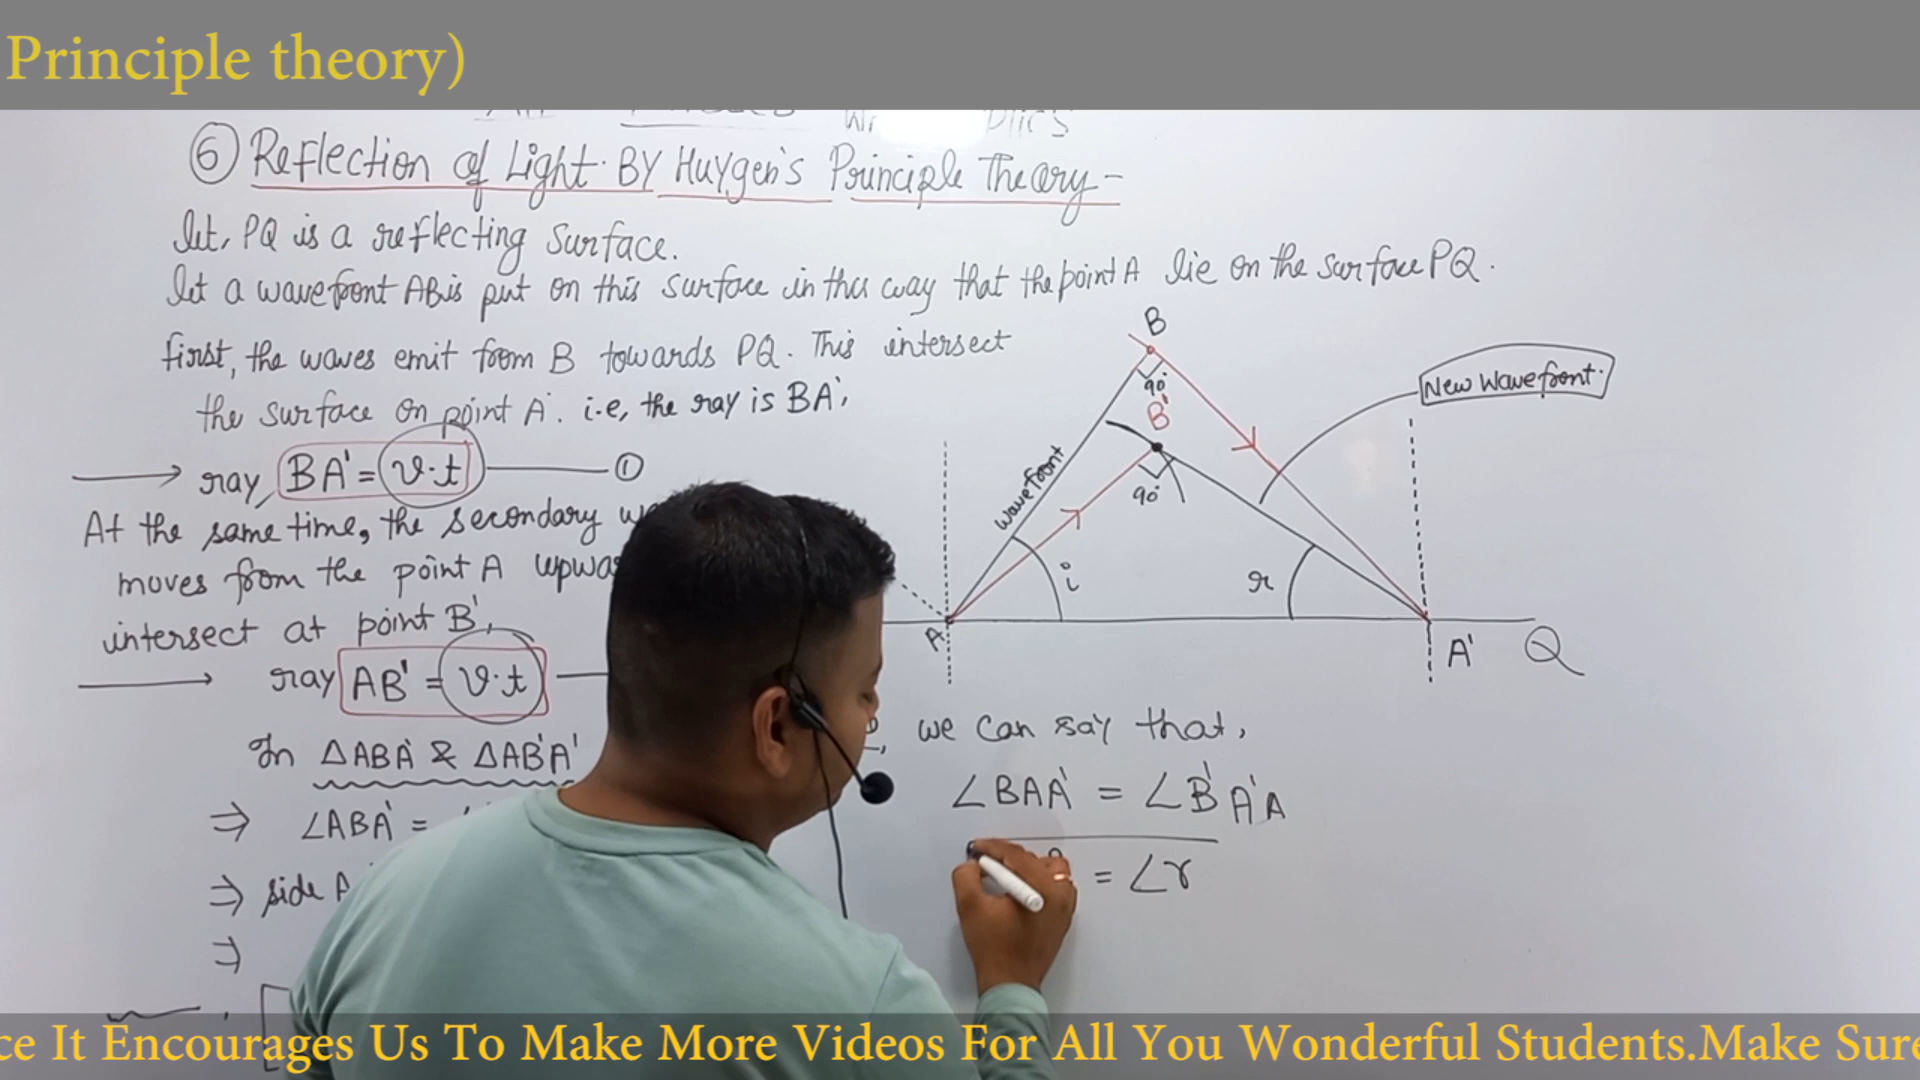 Principle theory)
⑥ Reflection of Light. BY Huygen's Principle Theory-
let, PQ is a reflecting surface.
let a wavefront AB is put on this surface in this way that the point A lie on the surface PQ.
first, the waves emit from B towards PQ. This intersect
the surface on point A'. i.e, the ray is BA',
ray, BA' = v.t ①
At the same time, the secondary
moves from the point A
intersect at point B',
ray AB' = v.t
In ΔABA' & ΔAB'A'
⇒ ∠ABA' =
⇒ side A
⇒
B
90°
B'
90°
wavefront
New Wavefront.
i
r
A
A'
Q
we can say that,
∠BAA' = ∠B'A'A
= ∠r
ce It Encourages Us To Make More Videos For All You Wonderful Students.Make Sure